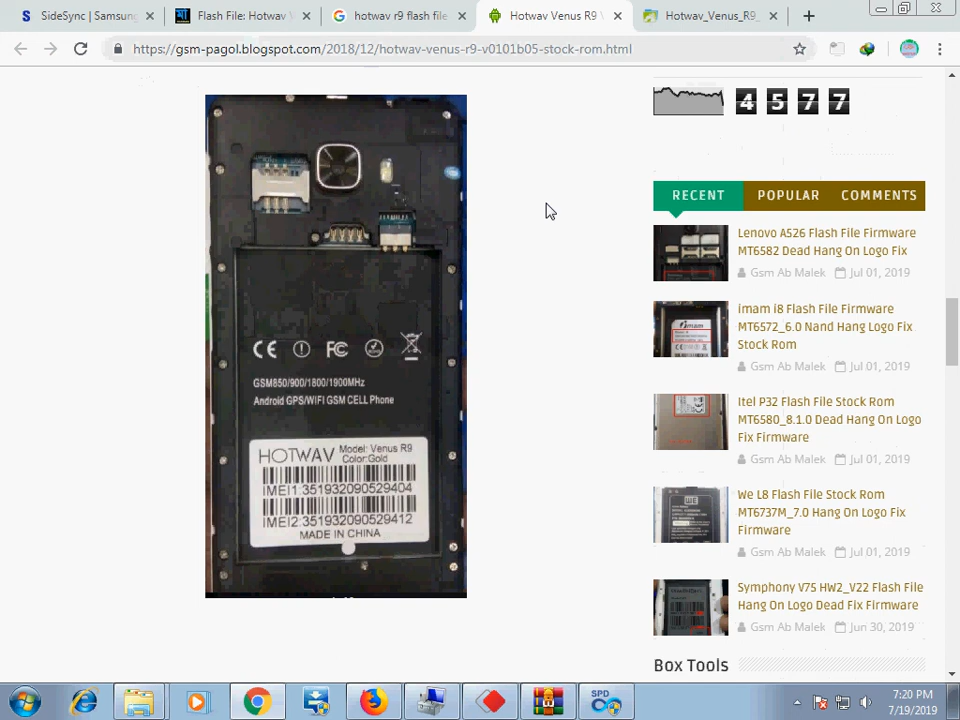 SideSync | Samsung
Flash File: Hotwav
hotwav r9 flash file
Hotwav Venus R9 V
Hotwav_Venus_R9_
https://gsm-pagol.blogspot.com/2018/12/hotwav-venus-r9-v0101b05-stock-rom.html
4 5 7 7
RECENT POPULAR COMMENTS
Lenovo A526 Flash File Firmware
MT6582 Dead Hang On Logo Fix
Gsm Ab Malek Jul 01, 2019
imam i8 Flash File Firmware
MT6572_6.0 Nand Hang Logo Fix
Stock Rom
Gsm Ab Malek Jul 01, 2019
Itel P32 Flash File Stock Rom
MT6580_8.1.0 Dead Hang On Logo
Fix Firmware
Gsm Ab Malek Jul 01, 2019
We L8 Flash File Stock Rom
MT6737M_7.0 Hang On Logo Fix
Firmware
Gsm Ab Malek Jul 01, 2019
Symphony V75 HW2_V22 Flash File
Hang On Logo Dead Fix Firmware
Gsm Ab Malek Jun 30, 2019
Box Tools
CE FC
GSM850/900/1800/1900MHz
Android GPS/WIFI GSM CELL Phone
HOTWAV Model: Venus R9
Color:Gold
IMEI1:351932090529404
IMEI2:351932090529412
MADE IN CHINA
imam
WE
SPD
7:20 PM
7/19/2019